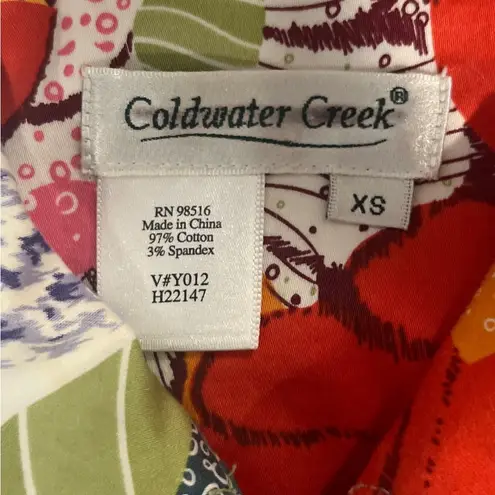 Coldwater Creek®
XS
RN 98516
Made in China
97% Cotton
3% Spandex
V#Y012
H22147